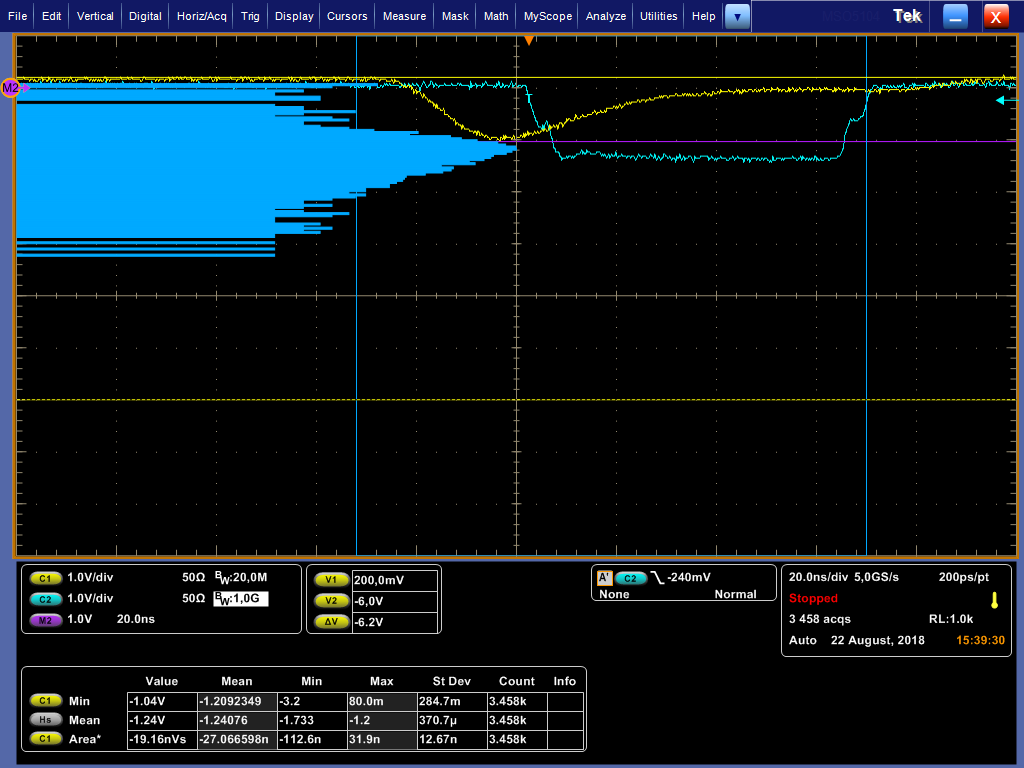 File Edit Vertical Digital Horiz/Acq Trig Display Cursors Measure Mask Math MyScope Analyze Utilities Help Tek X
M2
T
C1 1.0V/div 50Ω BW:20,0M
C2 1.0V/div 50Ω BW:1,0G
M2 1.0V 20.0ns
V1 200,0mV
V2 -6,0V
ΔV -6.2V
A' C2 -240mV
None Normal
20.0ns/div 5,0GS/s 200ps/pt
Stopped
3 458 acqs RL:1.0k
Auto 22 August, 2018 15:39:30
Value Mean Min Max St Dev Count Info
C1 Min -1.04V -1.2092349 -3.2 80.0m 284.7m 3.458k
Hs Mean -1.24V -1.24076 -1.733 -1.2 370.7µ 3.458k
C1 Area* -19.16nVs -27.066598n -112.6n 31.9n 12.67n 3.458k